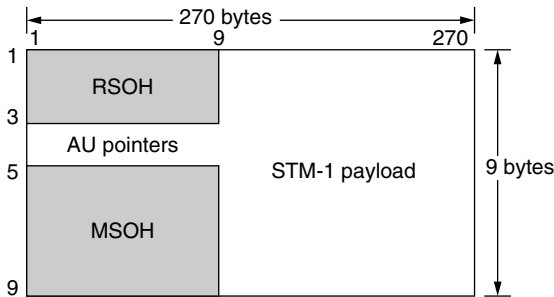 270 bytes
1 9 270
1
RSOH
3
AU pointers
5
STM-1 payload
9 bytes
MSOH
9